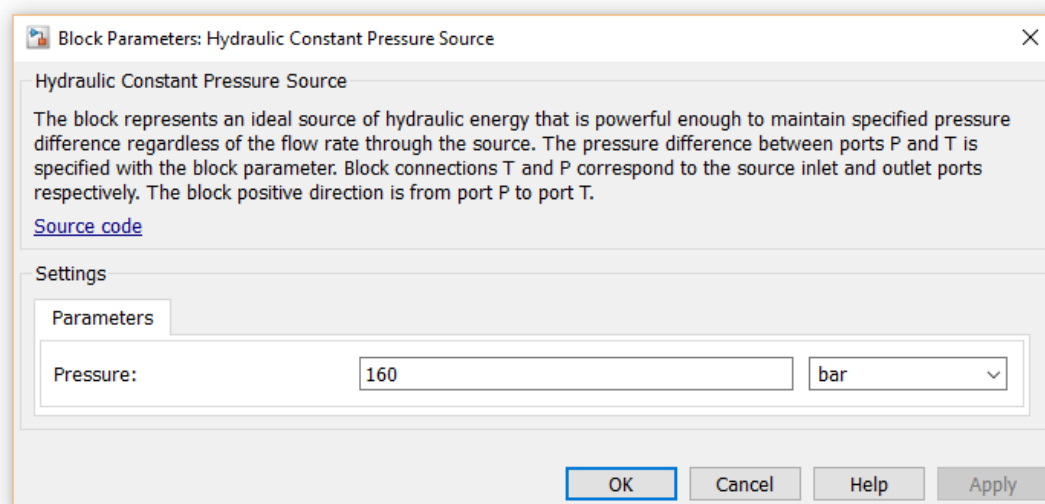 Block Parameters: Hydraulic Constant Pressure Source
Hydraulic Constant Pressure Source
The block represents an ideal source of hydraulic energy that is powerful enough to maintain specified pressure
difference regardless of the flow rate through the source. The pressure difference between ports P and T is
specified with the block parameter. Block connections T and P correspond to the source inlet and outlet ports
respectively. The block positive direction is from port P to port T.
Source code
Settings
Parameters
Pressure: 160 bar
OK Cancel Help Apply